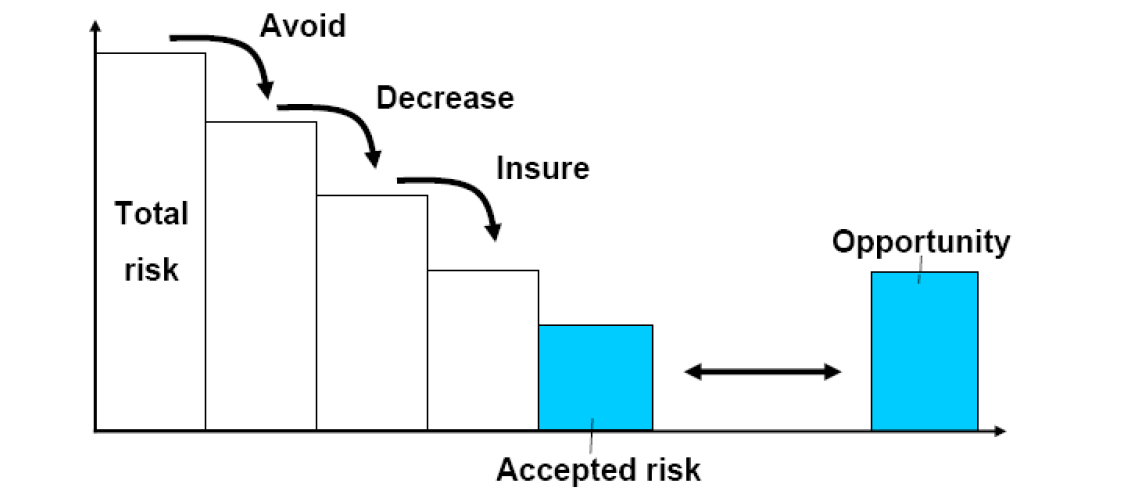 Avoid
Decrease
Insure
Total
risk
Opportunity
Accepted risk